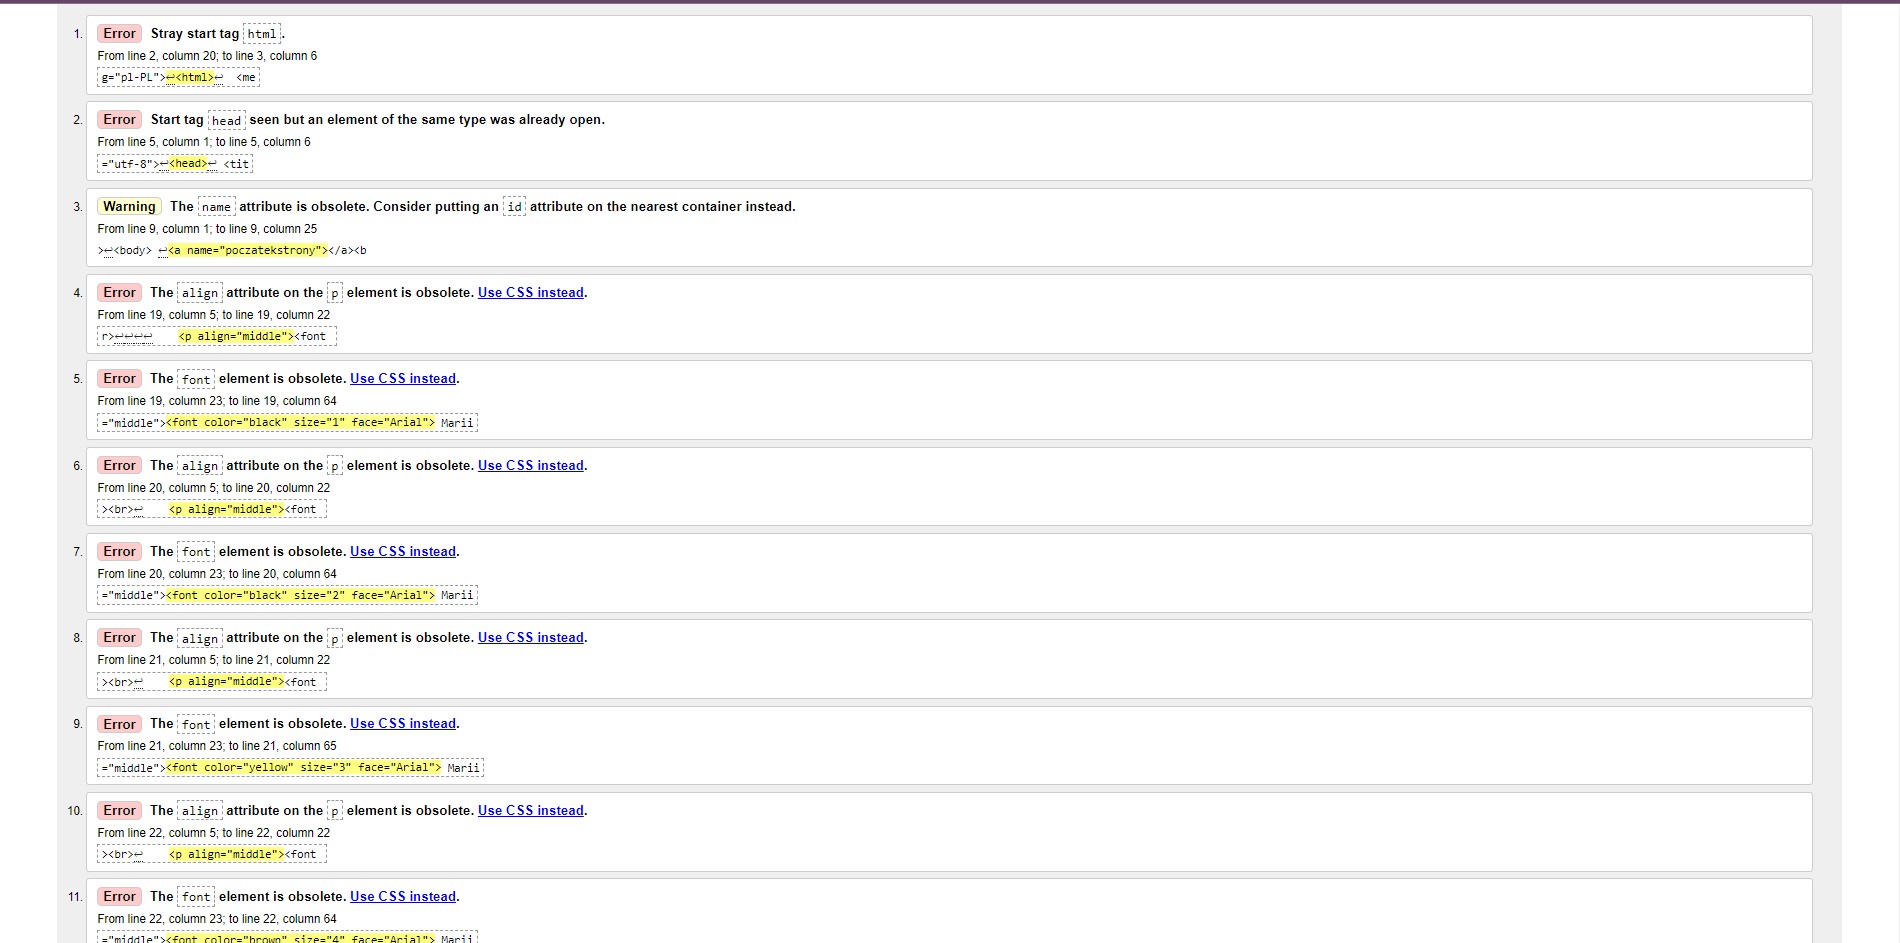 1. Error Stray start tag html.
From line 2, column 20; to line 3, column 6
g="pl-PL">↩<html>↩ <me
2. Error Start tag head seen but an element of the same type was already open.
From line 5, column 1; to line 5, column 6
="utf-8">↩<head>↩ <tit
3. Warning The name attribute is obsolete. Consider putting an id attribute on the nearest container instead.
From line 9, column 1; to line 9, column 25
>↩<body> ↩<a name="poczatekstrony"></a><b
4. Error The align attribute on the p element is obsolete. Use CSS instead.
From line 19, column 5; to line 19, column 22
r>↩↩↩↩ <p align="middle"><font
5. Error The font element is obsolete. Use CSS instead.
From line 19, column 23; to line 19, column 64
="middle"><font color="black" size="1" face="Arial"> Marii
6. Error The align attribute on the p element is obsolete. Use CSS instead.
From line 20, column 5; to line 20, column 22
><br>↩ <p align="middle"><font
7. Error The font element is obsolete. Use CSS instead.
From line 20, column 23; to line 20, column 64
="middle"><font color="black" size="2" face="Arial"> Marii
8. Error The align attribute on the p element is obsolete. Use CSS instead.
From line 21, column 5; to line 21, column 22
><br>↩ <p align="middle"><font
9. Error The font element is obsolete. Use CSS instead.
From line 21, column 23; to line 21, column 65
="middle"><font color="yellow" size="3" face="Arial"> Marii
10. Error The align attribute on the p element is obsolete. Use CSS instead.
From line 22, column 5; to line 22, column 22
><br>↩ <p align="middle"><font
11. Error The font element is obsolete. Use CSS instead.
From line 22, column 23; to line 22, column 64
="middle"><font color="brown" size="4" face="Arial"> Marii